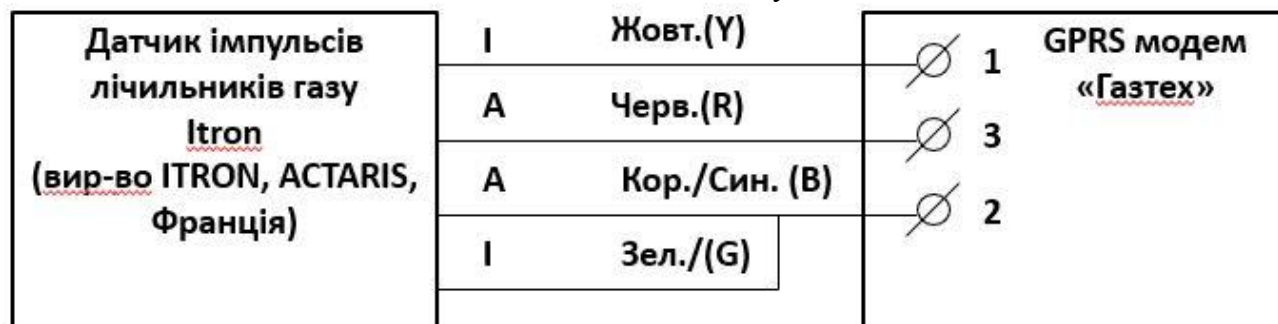 Датчик імпульсів
лічильників газу
Itron
(вир-во ITRON, ACTARIS,
Франція)
I Жовт.(Y)
A Черв.(R)
A Кор./Син. (B)
I Зел./(G)
1
3
2
GPRS модем
«Газтех»